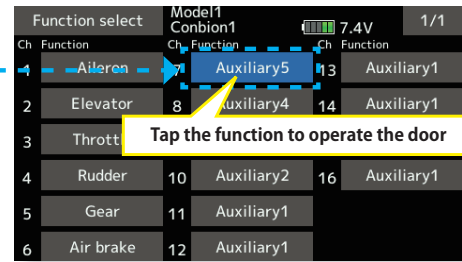 Function select Model1 Conbion1 7.4V 1/1
Ch Function Ch Function Ch Function
1 Aileron 7 Auxiliary5 13 Auxiliary1
2 Elevator 8 Auxiliary4 14 Auxiliary1
3 Thrott
Tap the function to operate the door
4 Rudder 10 Auxiliary2 16 Auxiliary1
5 Gear 11 Auxiliary1
6 Air brake 12 Auxiliary1